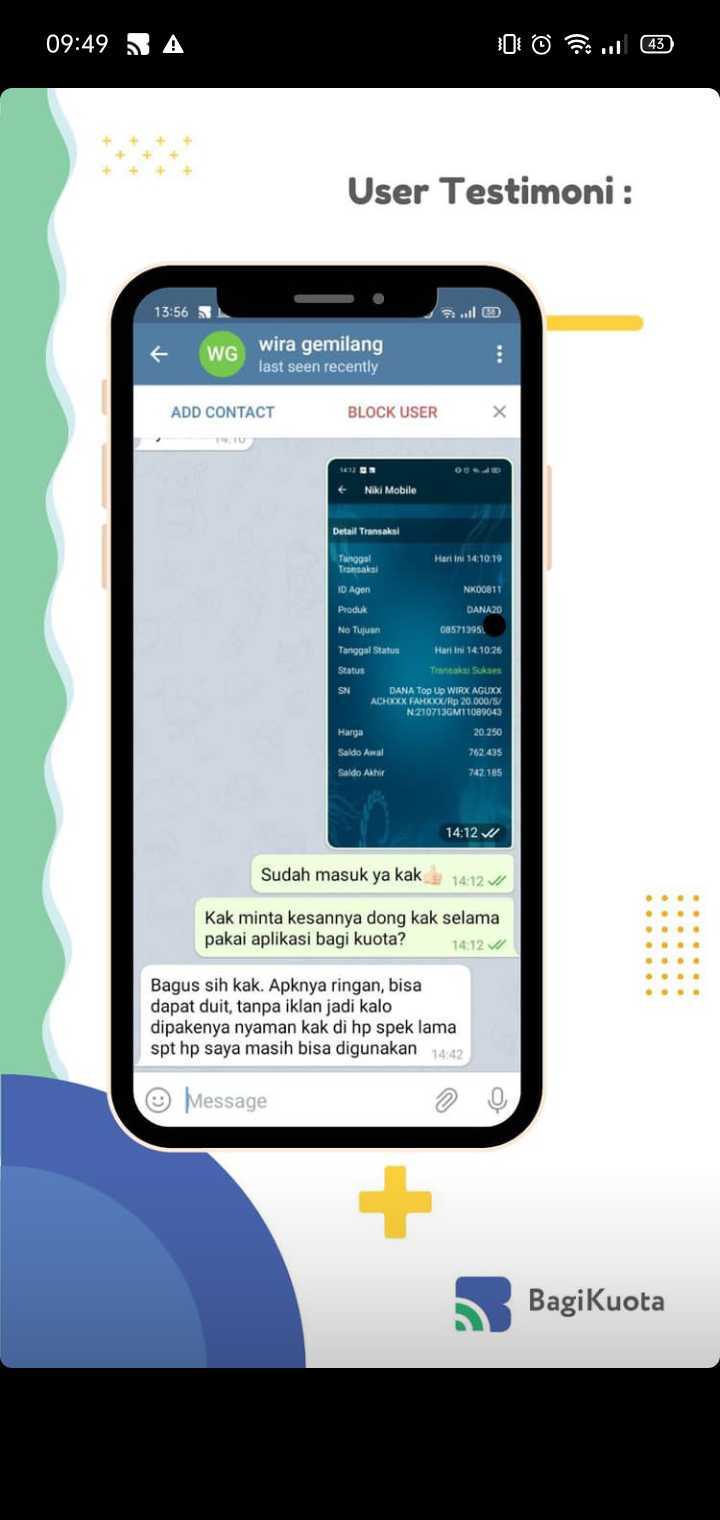 09:49
43
User Testimoni :
13:56
38
WG
wira gemilang
last seen recently
ADD CONTACT
BLOCK USER
14:10
14:12
Niki Mobile
Detail Transaksi
Tanggal Transaksi
Hari Ini 14:10:19
ID Agen
NK00811
Produk
DANA20
No Tujuan
08571395
Tanggal Status
Hari Ini 14:10:26
Status
Transaksi Sukses
SN
DANA Top Up WIRX AGUXX
ACHXXX FAHXXX/Rp 20.000/S/
N:210713GM11089043
Harga
20.250
Saldo Awal
762.435
Saldo Akhir
742.185
14:12
Sudah masuk ya kak👍🏻 14:12
Kak minta kesannya dong kak selama
pakai aplikasi bagi kuota? 14:12
Bagus sih kak. Apknya ringan, bisa
dapat duit, tanpa iklan jadi kalo
dipakenya nyaman kak di hp spek lama
spt hp saya masih bisa digunakan 14:42
Message
BagiKuota